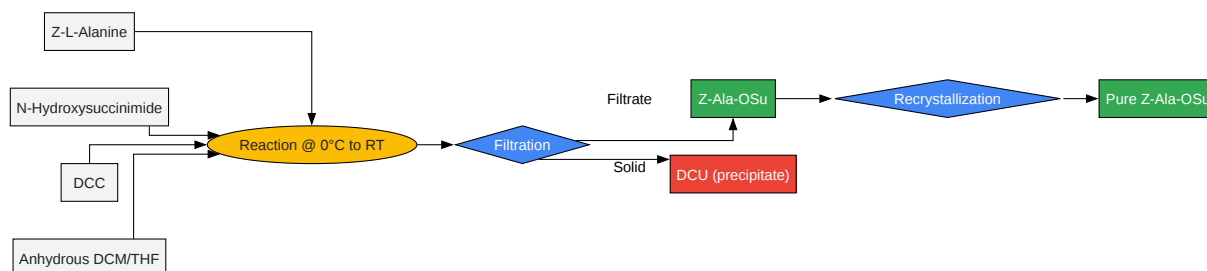 Z-L-Alanine
N-Hydroxysuccinimide
DCC
Anhydrous DCM/THF
Reaction @ 0°C to RT
Filtration
Filtrate
Solid
Z-Ala-OSu
DCU (precipitate)
Recrystallization
Pure Z-Ala-OSu